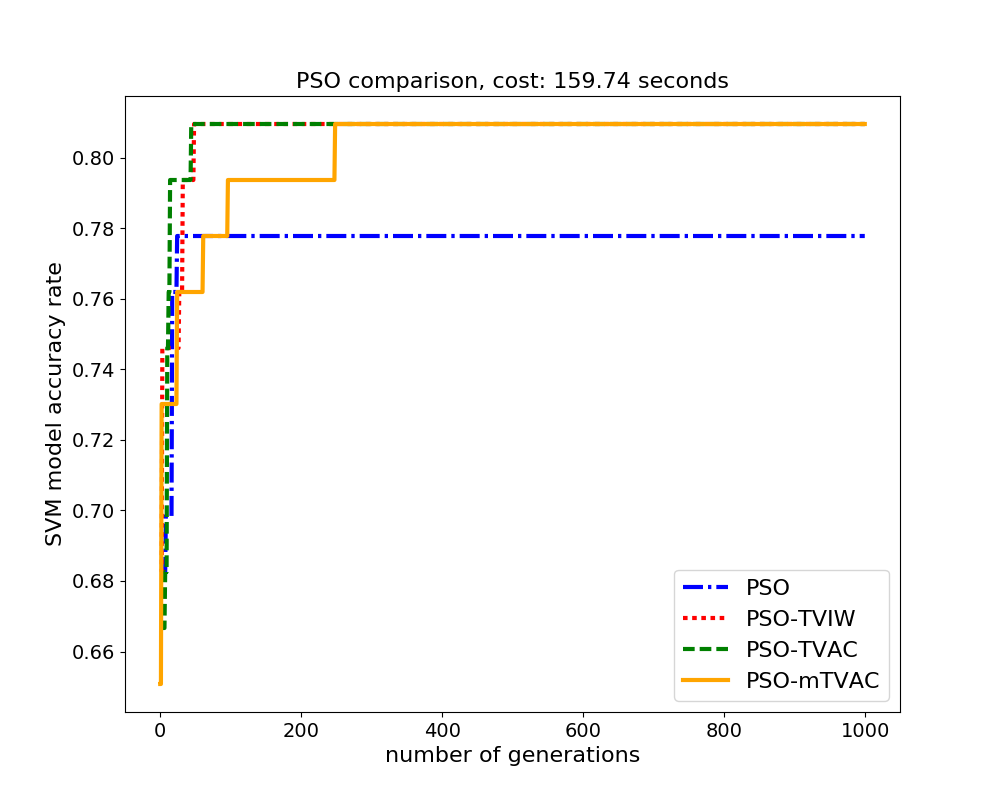 PSO comparison, cost: 159.74 seconds
SVM model accuracy rate
0.80
0.78
0.76
0.74
0.72
0.70
0.68
0.66
0 200 400 600 800 1000
number of generations
PSO
PSO-TVIW
PSO-TVAC
PSO-mTVAC